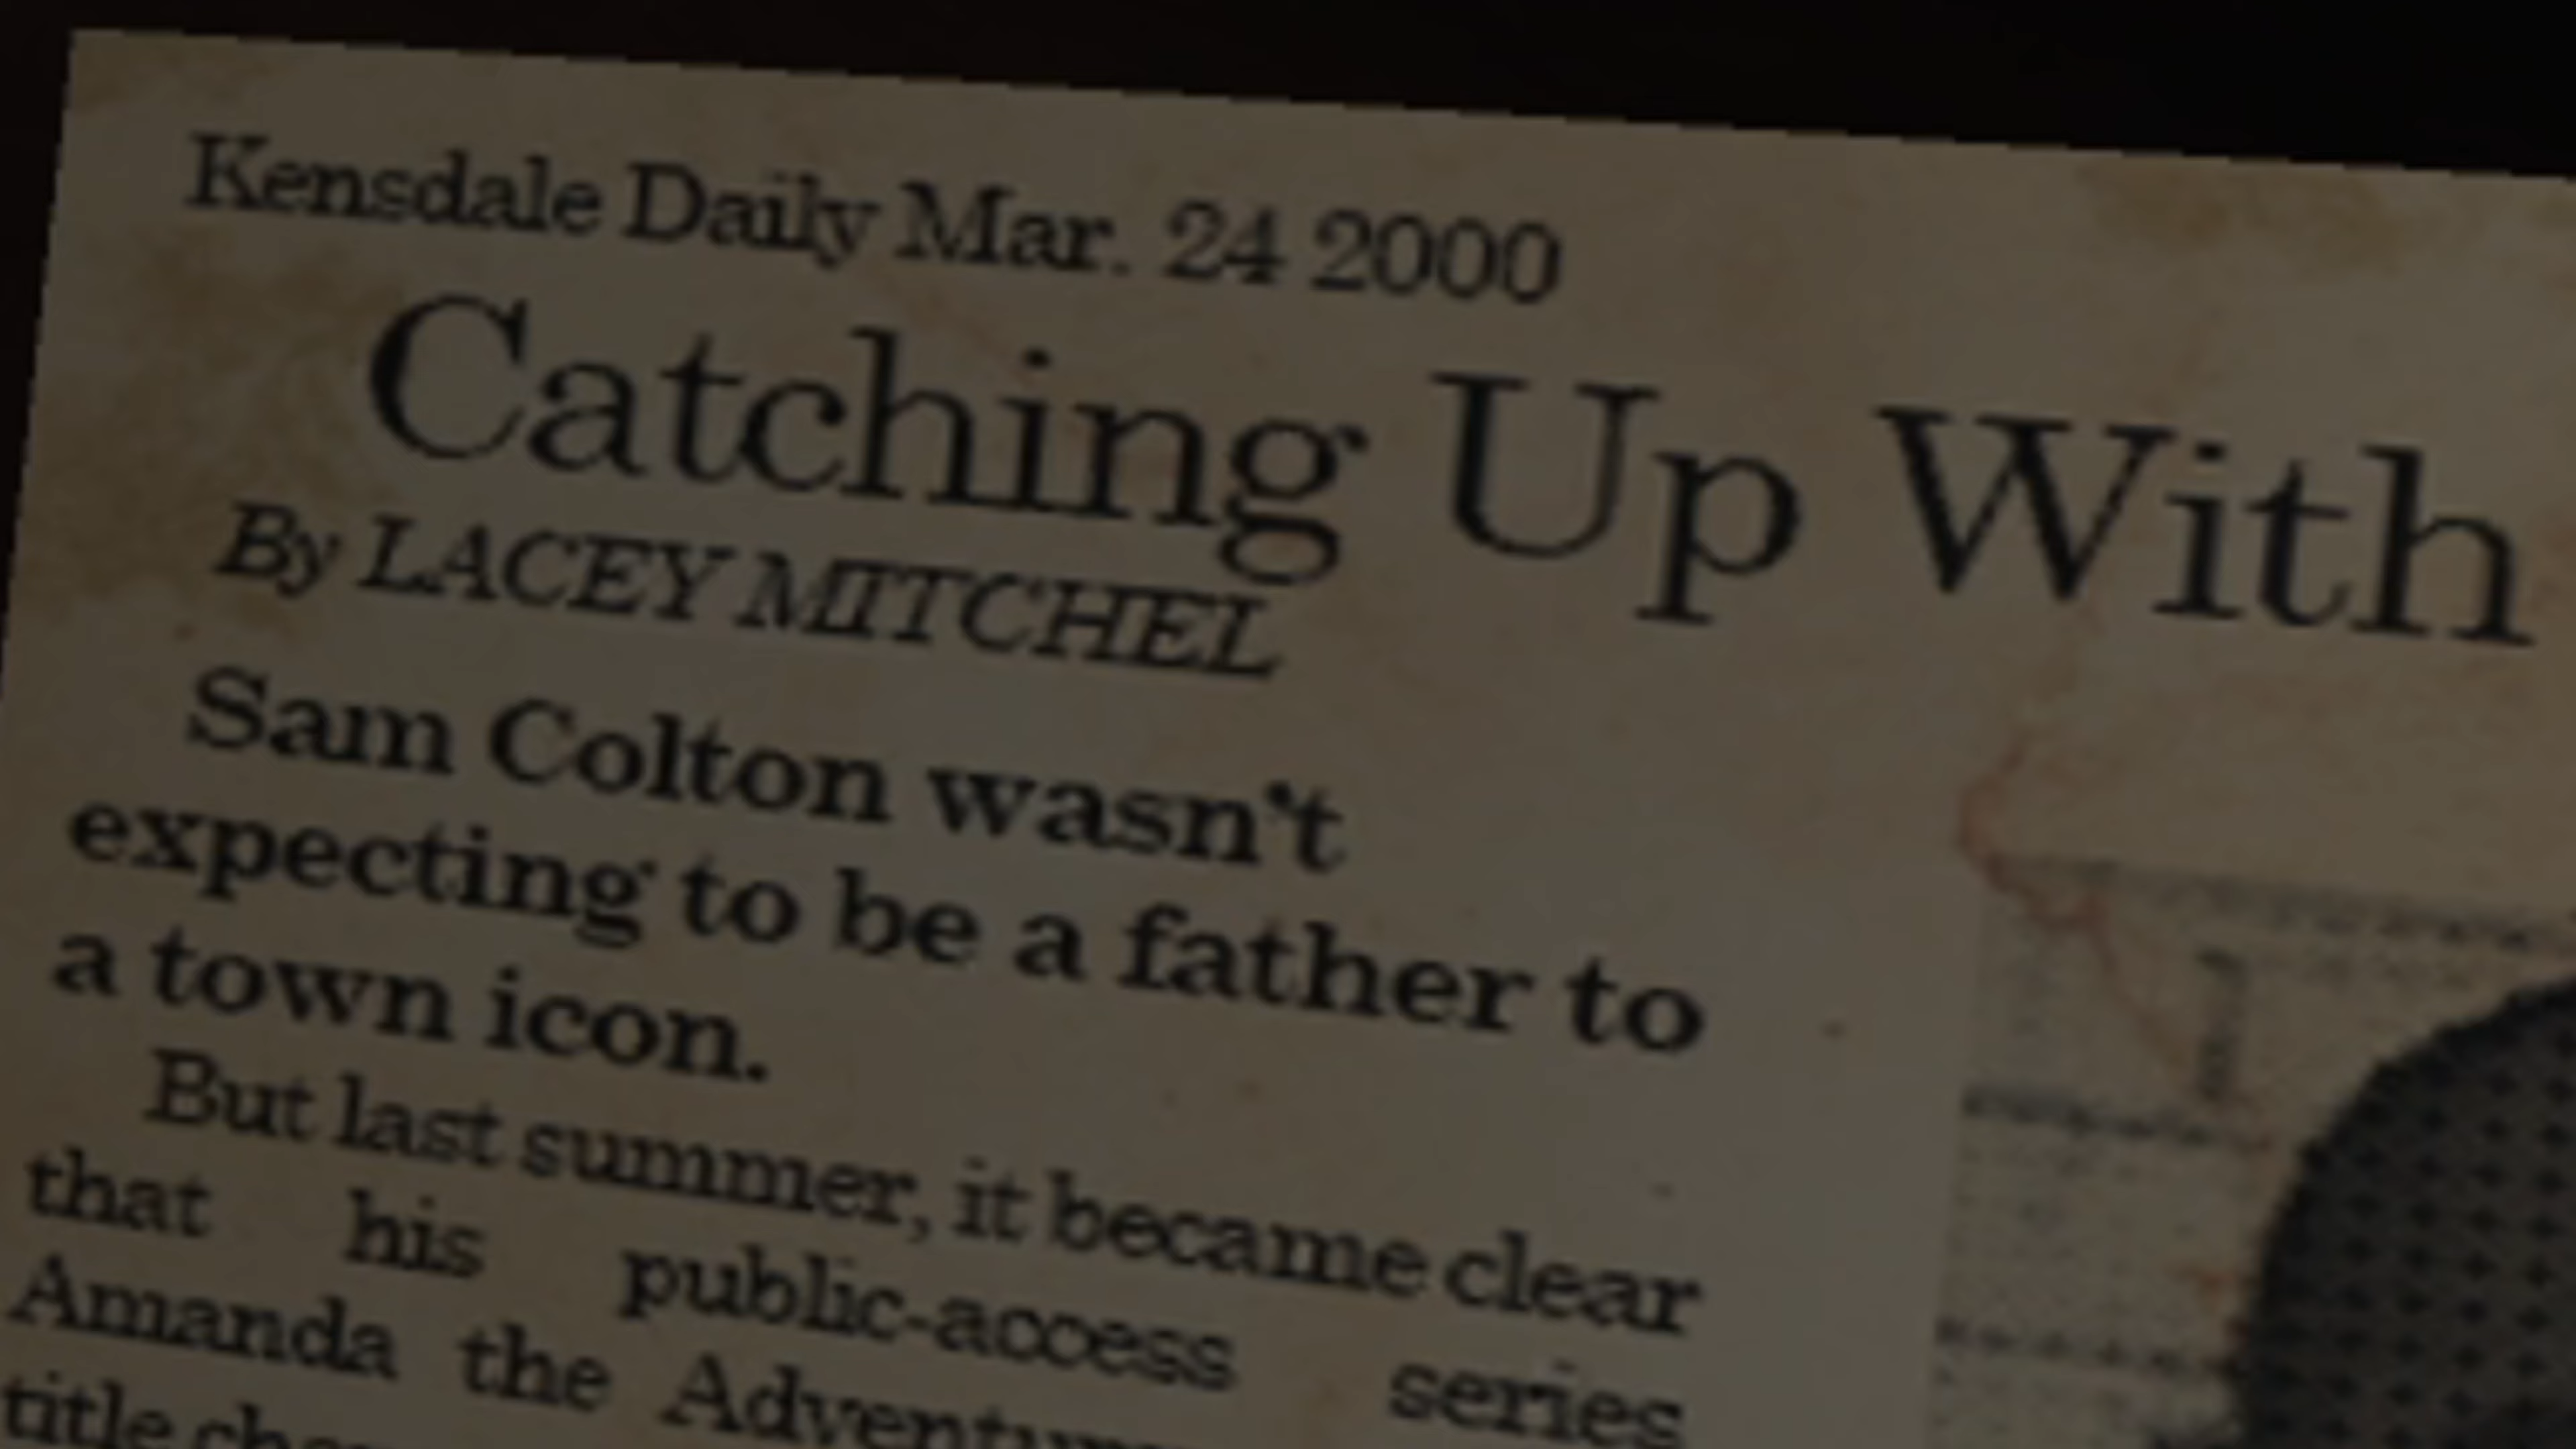 Kensdale Daily Mar. 24 2000
Catching Up With
By LACEY MITCHEL
Sam Colton wasn't
expecting to be a father to
a town icon.
But last summer, it became clear
that his public-access series
Amanda the
title